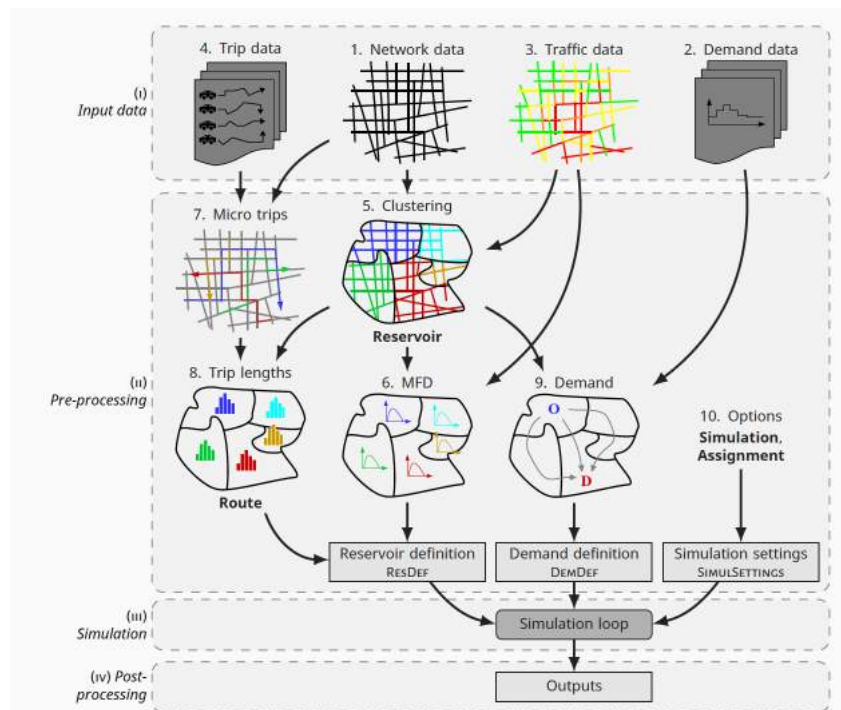 4. Trip data
1. Network data
3. Traffic data
2. Demand data
(I)
Input data
7. Micro trips
5. Clustering
Reservoir
8. Trip lengths
6. MFD
9. Demand
(II)
Pre-processing
O
D
10. Options
Simulation,
Assignment
Route
Reservoir definition
RESDEF
Demand definition
DEMDEF
Simulation settings
SIMULSETTINGS
(III)
Simulation
Simulation loop
(IV) Post-
processing
Outputs